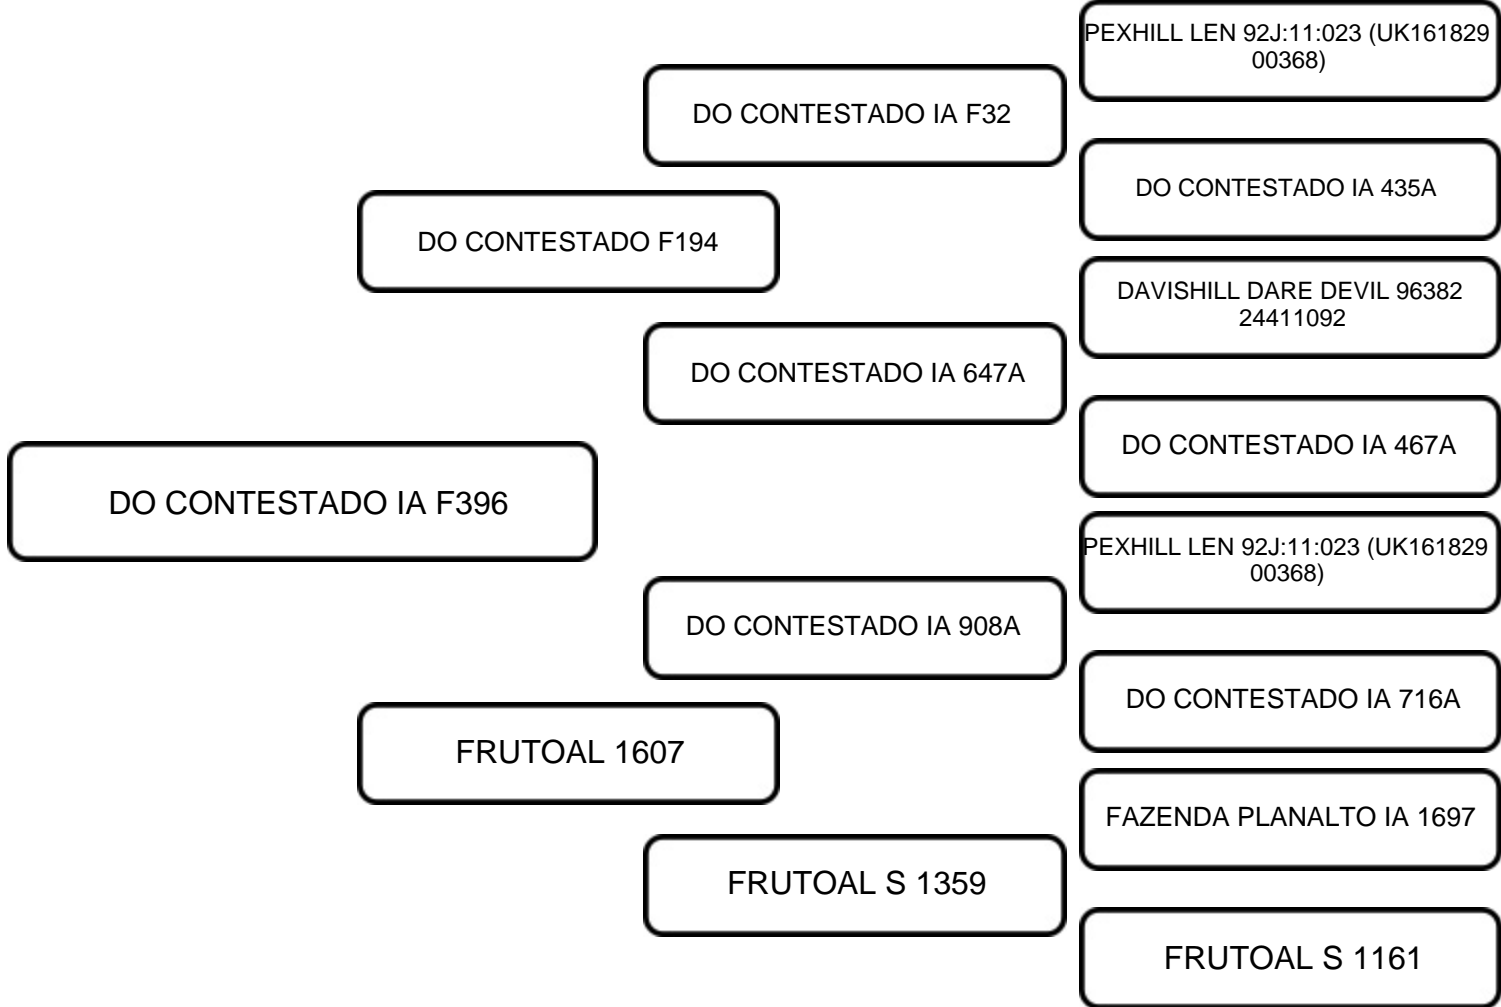 PEXHILL LEN 92J:11:023 (UK161829
00368)
DO CONTESTADO IA F32
DO CONTESTADO IA 435A
DO CONTESTADO F194
DAVISHILL DARE DEVIL 96382
24411092
DO CONTESTADO IA 647A
DO CONTESTADO IA 467A
DO CONTESTADO IA F396
PEXHILL LEN 92J:11:023 (UK161829
00368)
DO CONTESTADO IA 908A
DO CONTESTADO IA 716A
FRUTOAL 1607
FAZENDA PLANALTO IA 1697
FRUTOAL S 1359
FRUTOAL S 1161